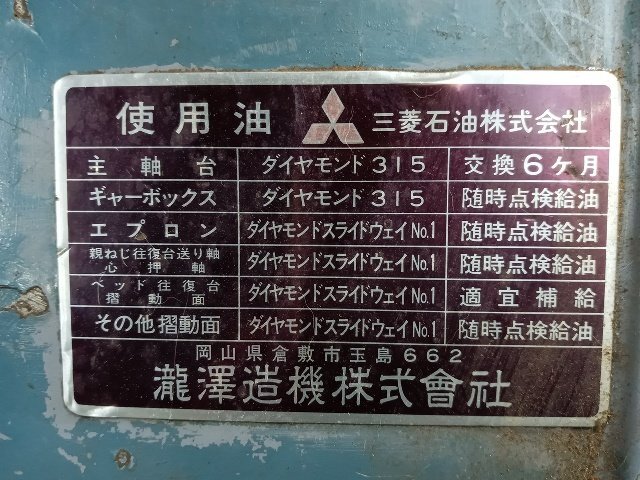 使用油 三菱石油株式会社
主軸台 ダイヤモンド315 交換6ケ月
ギャーボックス ダイヤモンド315 随時点検給油
エプロン ダイヤモンドスライドウェイNo.1 随時点検給油
親ねじ往復台送り軸
心押軸 ダイヤモンドスライドウェイNo.1 随時点検給油
ベッド往復台
摺動面 ダイヤモンドスライドウェイNo.1 適宜補給
その他摺動面 ダイヤモンドスライドウェイNo.1 随時点検給油
岡山県倉敷市玉島662
瀧澤造機株式會社